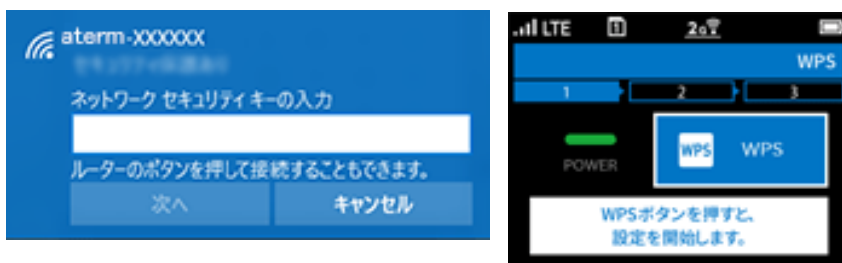 aterm-XXXXXX
ネットワーク セキュリティ キーの入力
ルーターのボタンを押して接続することもできます。
次へ
キャンセル
LTE
1
2G
WPS
1
2
3
POWER
WPS
WPS
WPSボタンを押すと、
設定を開始します。